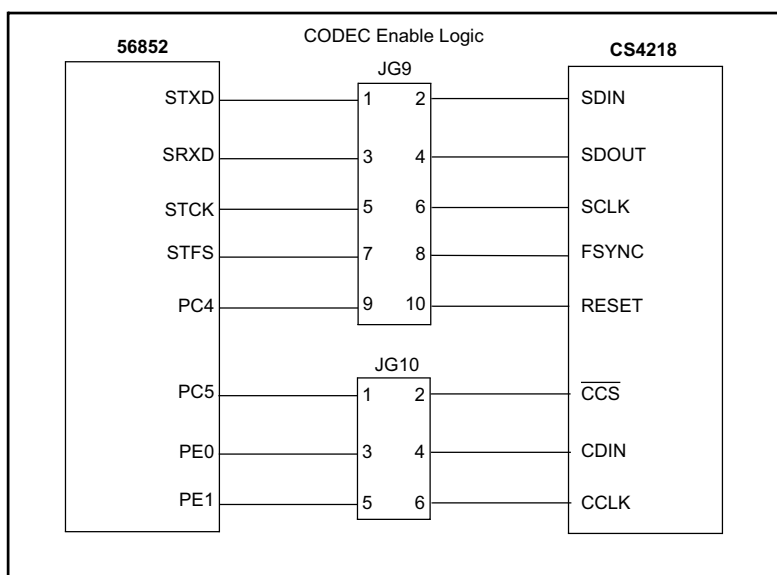 CODEC Enable Logic
56852
CS4218
JG9
STXD 1 2 SDIN
SRXD 3 4 SDOUT
STCK 5 6 SCLK
STFS 7 8 FSYNC
PC4 9 10 RESET
JG10
PC5 1 2 C̅C̅S̅
PE0 3 4 CDIN
PE1 5 6 CCLK